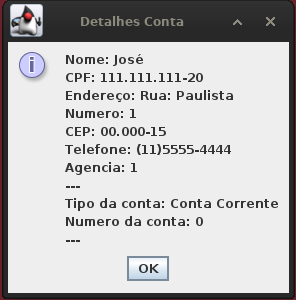 Detalhes Conta
Nome: José
CPF: 111.111.111-20
Endereço: Rua: Paulista
Numero: 1
CEP: 00.000-15
Telefone: (11)5555-4444
Agencia: 1
---
Tipo da conta: Conta Corrente
Numero da conta: 0
---
OK